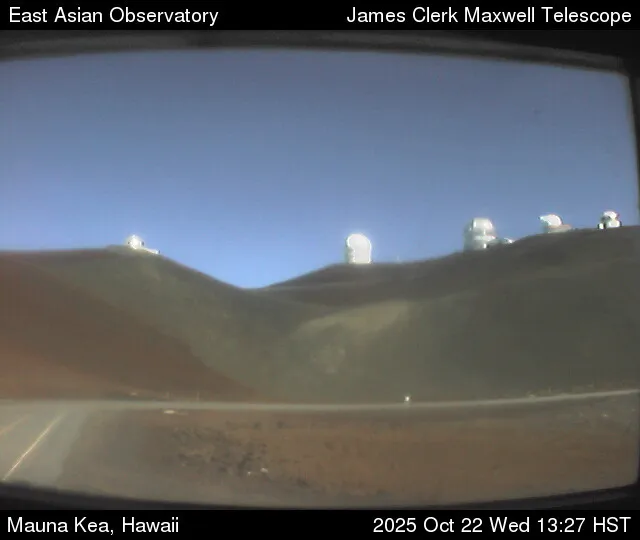 East Asian Observatory
James Clerk Maxwell Telescope
Mauna Kea, Hawaii
2025 Oct 22 Wed 13:27 HST